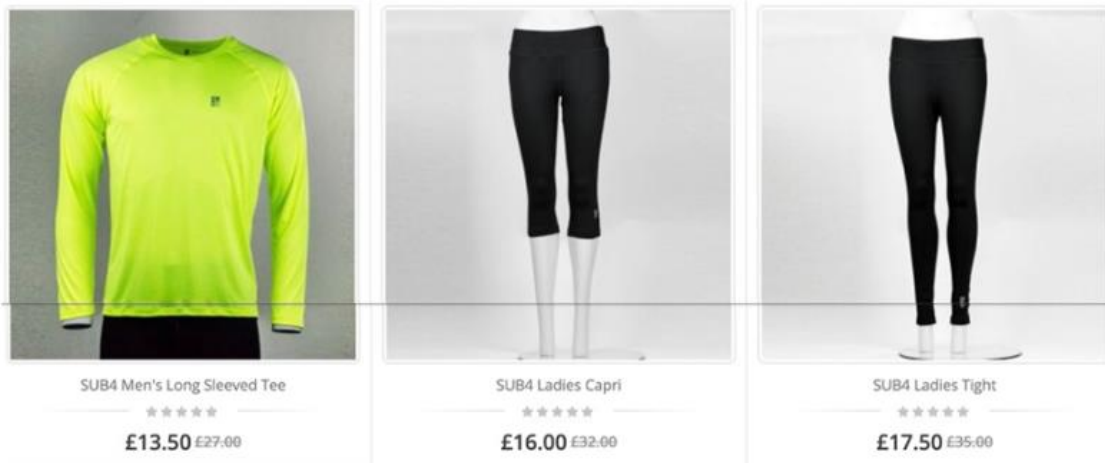 SUB4 Men's Long Sleeved Tee
£13.50 £27.00
SUB4 Ladies Capri
£16.00 £32.00
SUB4 Ladies Tight
£17.50 £35.00